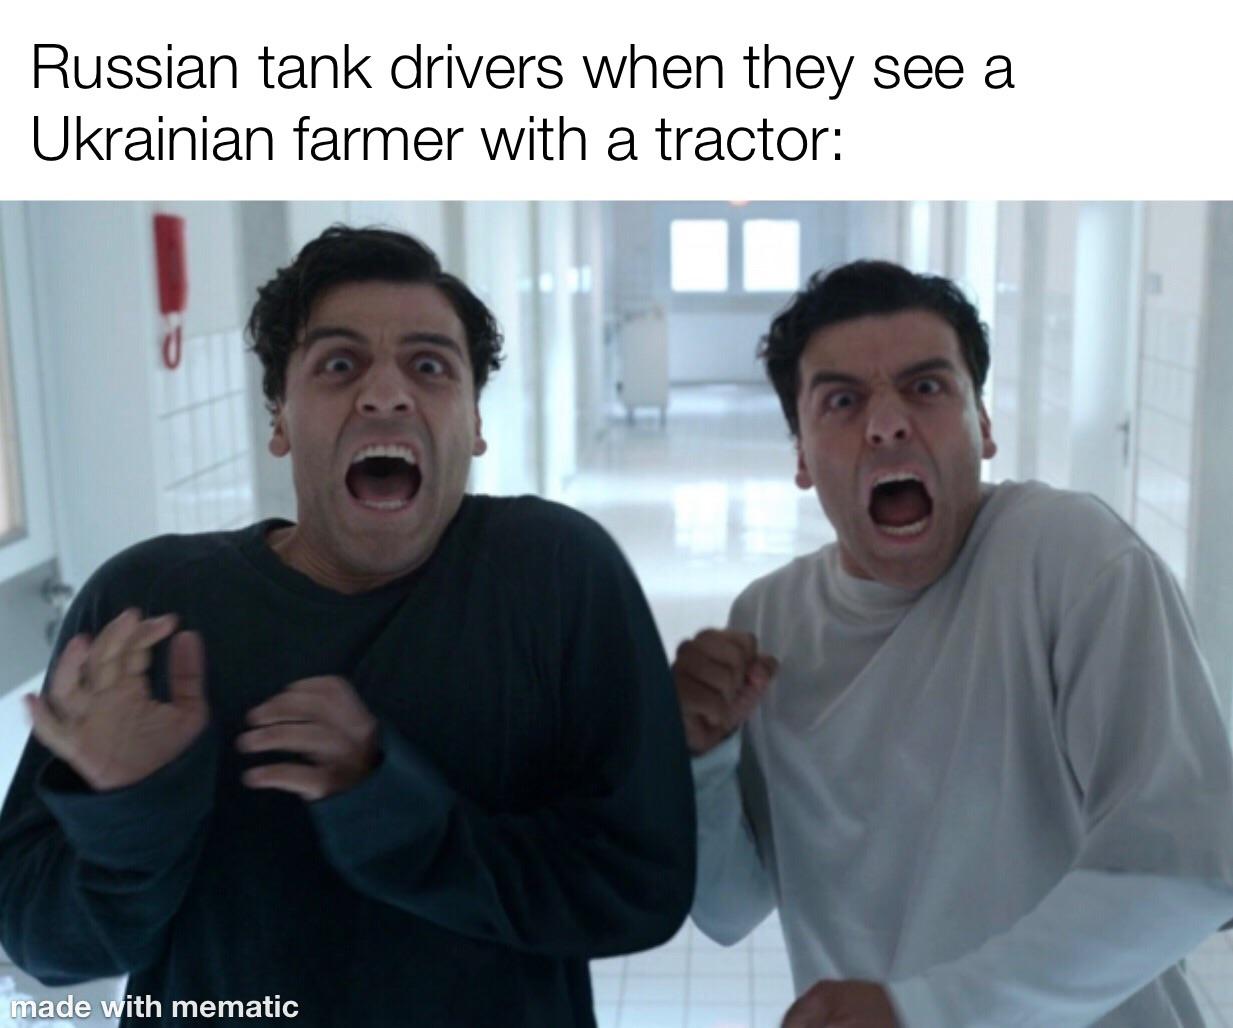 Russian tank drivers when they see a
Ukrainian farmer with a tractor:
made with mematic